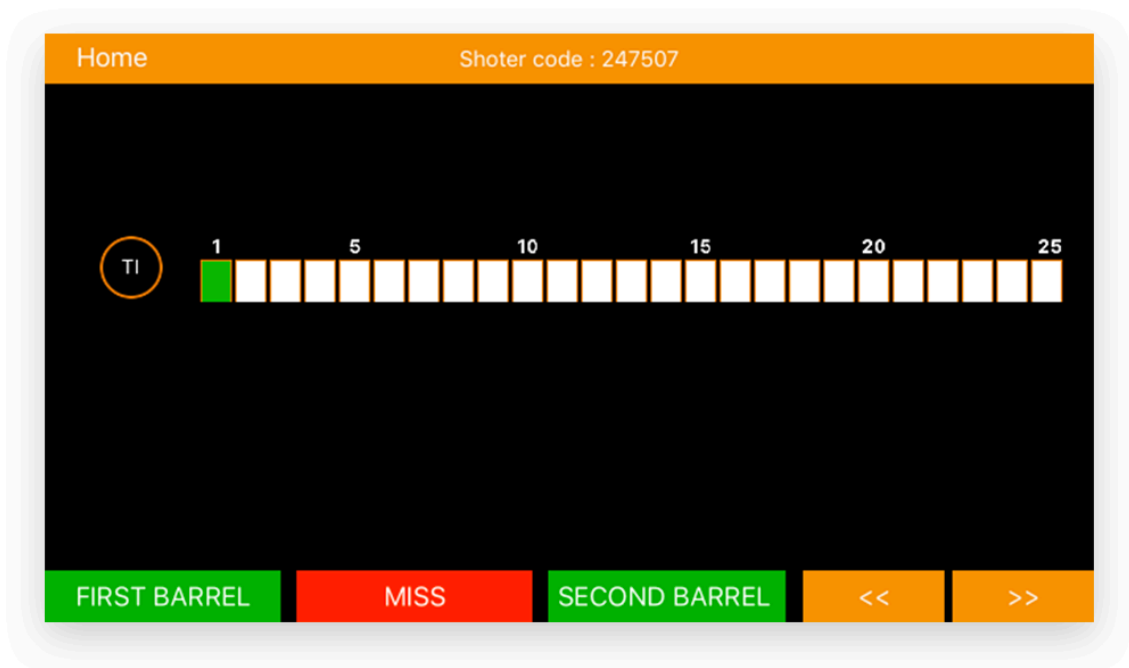 Home Shoter code : 247507
1 5 10 15 20 25
TI
FIRST BARREL MISS SECOND BARREL << >>